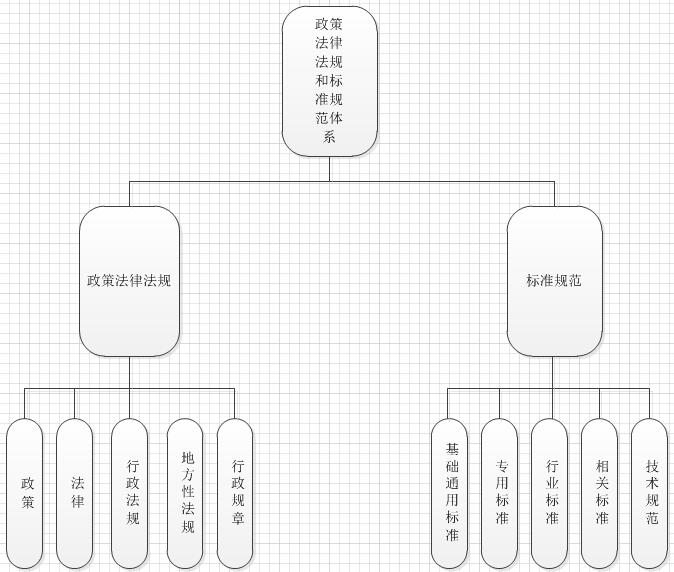 政策
法律
法规
和标
准规
范体
系
政策法律法规
标准规范
政策
法律
行政法规
地方性法规
行政规章
基础通用标准
专用标准
行业标准
相关标准
技术规范